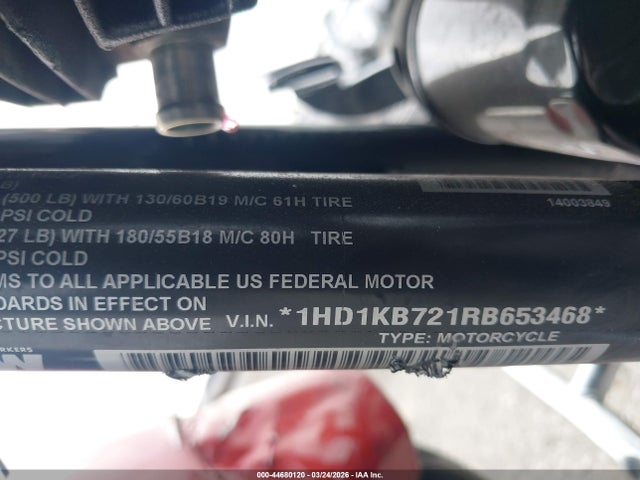 B)
(500 LB) WITH 130/60B19 M/C 61H TIRE
PSI COLD
27 LB) WITH 180/55B18 M/C 80H TIRE
PSI COLD
MS TO ALL APPLICABLE US FEDERAL MOTOR
DARDS IN EFFECT ON
CTURE SHOWN ABOVE V.I.N. *1HD1KB721RB653468*
TYPE: MOTORCYCLE
14003849
RKERS
000-44680120 03/24/2026 IAA Inc.